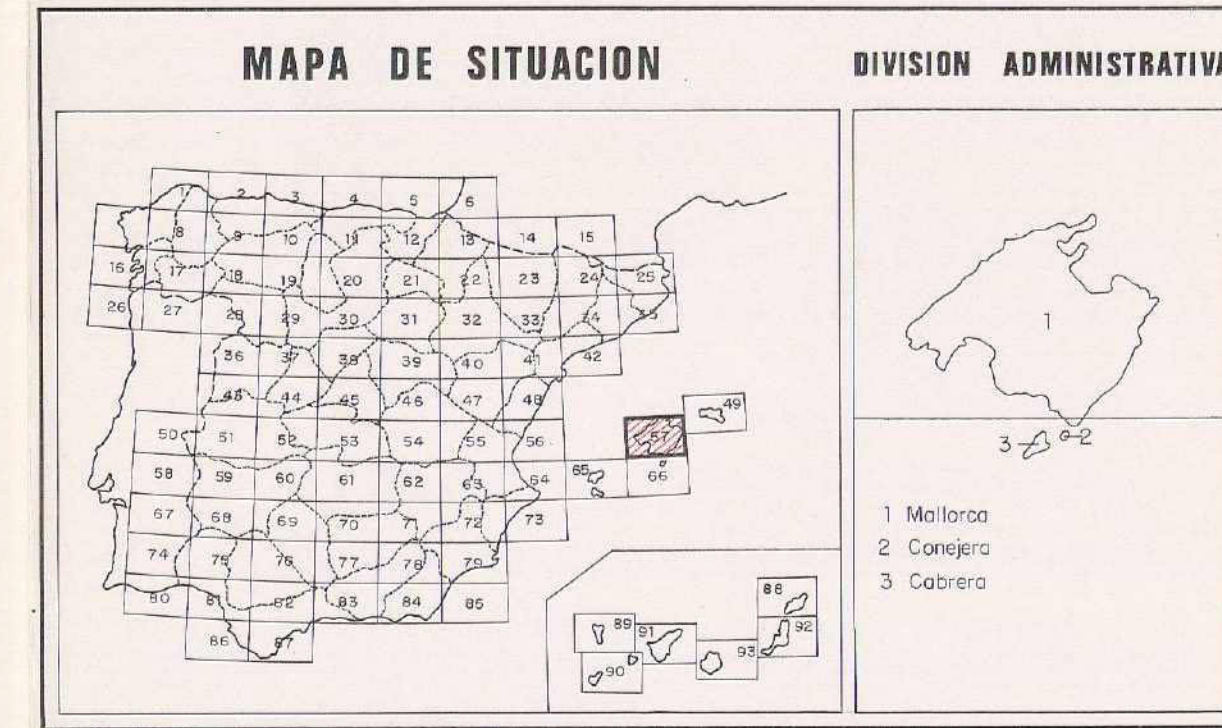 MAPA DE SITUACION
DIVISION ADMINISTRATIVA
1 2 3 4 5 6
8 9 10 11 12 13 14 15
16 17 18 19 20 21 22 23 24 25
26 27 28 29 30 31 32 33 34 35
36 37 38 39 40 41 42
43 44 45 46 47 48 49
50 51 52 53 54 55 56 57
58 59 60 61 62 63 64 65 66
67 68 69 70 71 72 73
74 75 76 77 78 79
80 81 82 83 84 85
86 87
88
89 91 92
90 93
1
3 2
1 Mallorca
2 Conejera
3 Cabrera